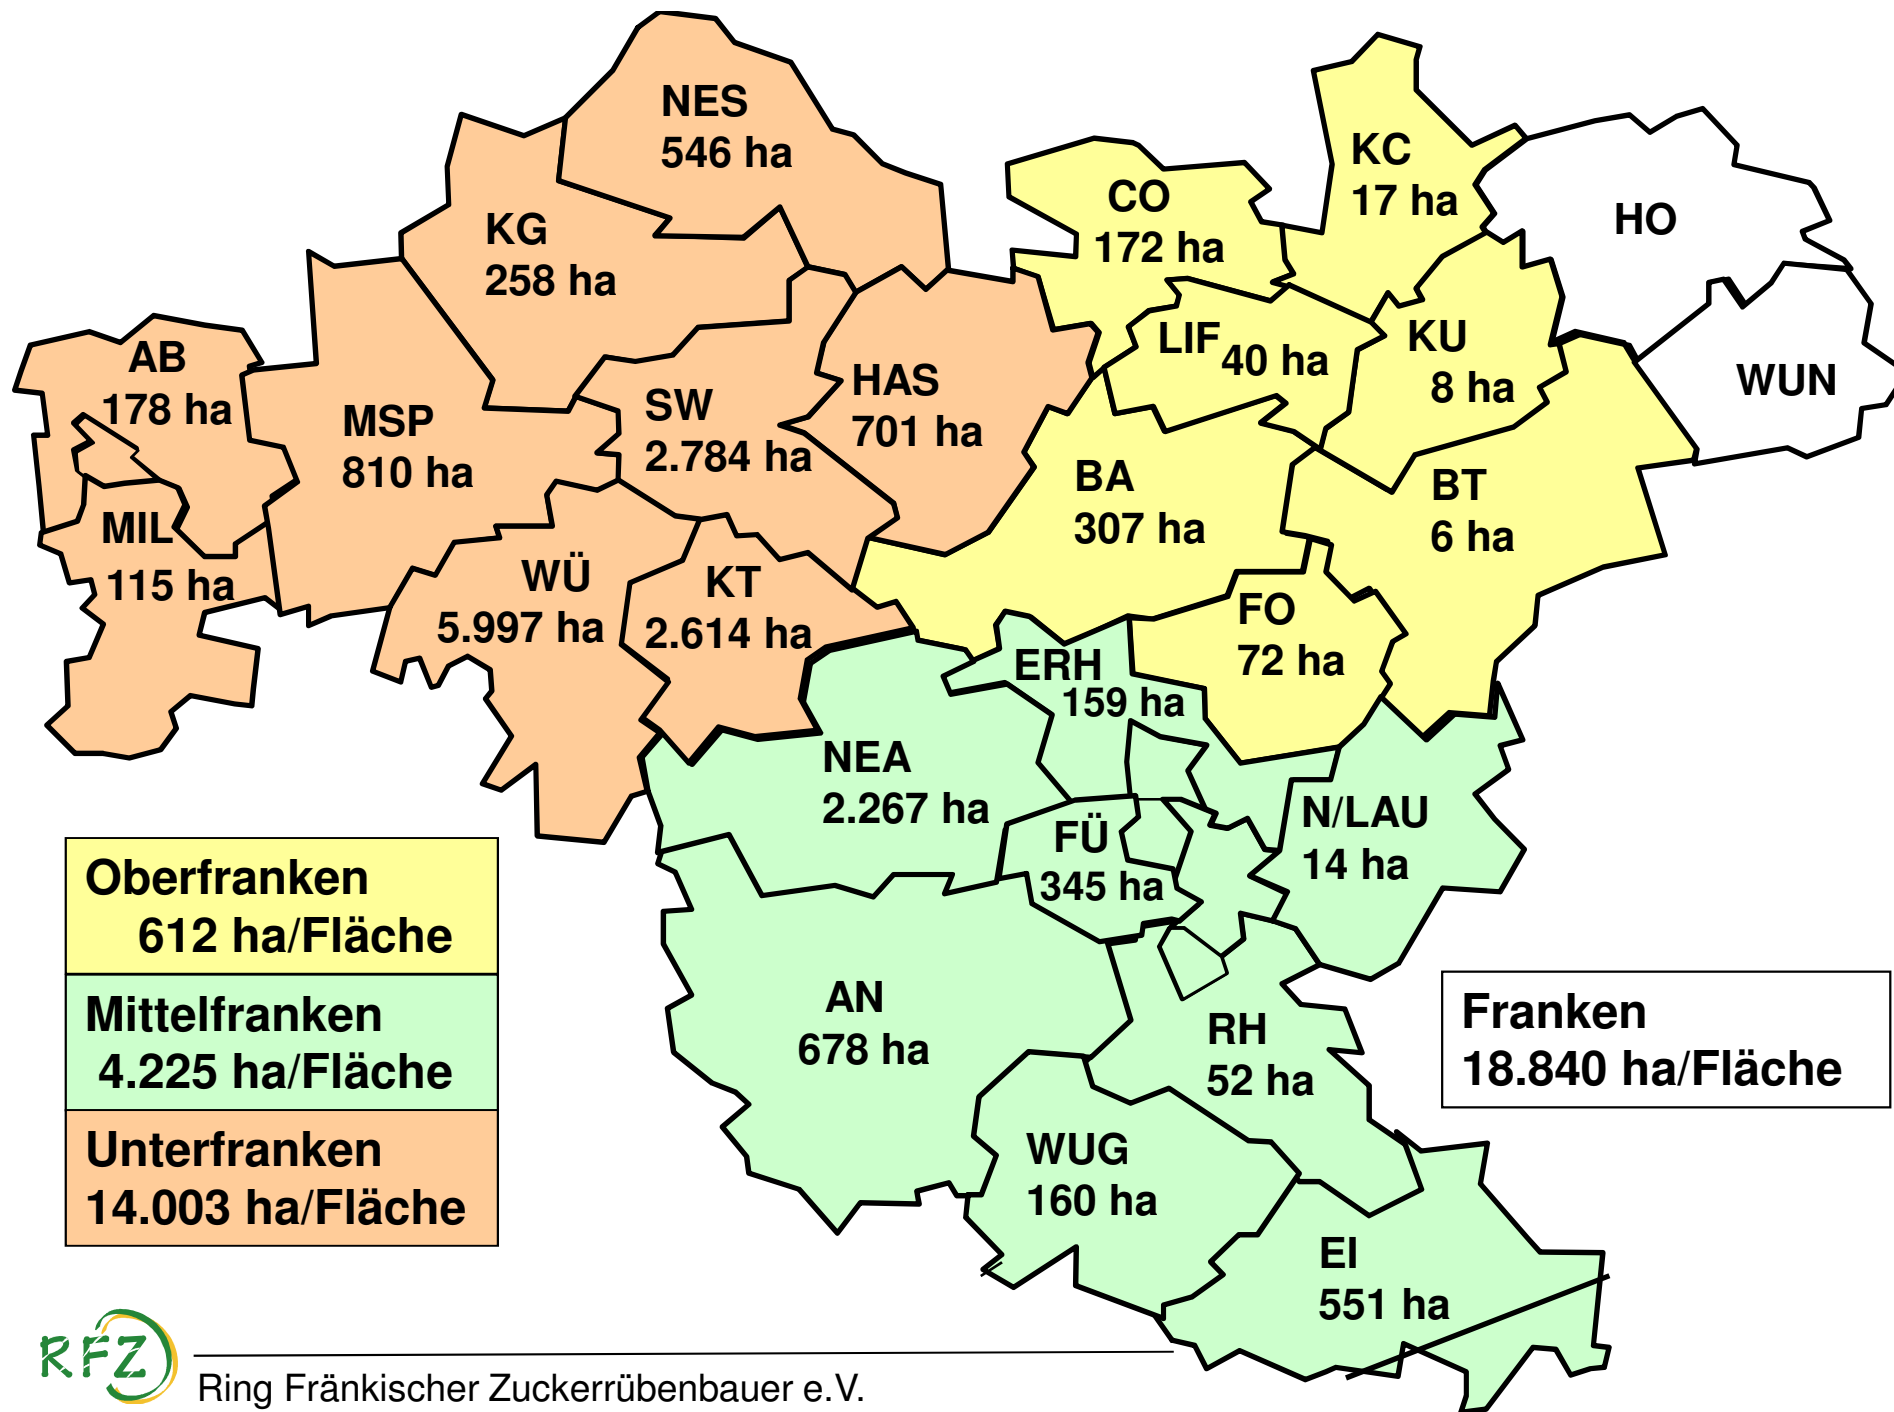 NES
546 ha
KC
17 ha
CO
172 ha
HO
KG
258 ha
AB
178 ha
MSP
810 ha
SW
2.784 ha
HAS
701 ha
LIF 40 ha
KU
8 ha
WUN
BA
307 ha
BT
6 ha
MIL
115 ha
WÜ
5.997 ha
KT
2.614 ha
FO
72 ha
ERH
159 ha
NEA
2.267 ha
FÜ
345 ha
N/LAU
14 ha
Oberfranken
612 ha/Fläche
Mittelfranken
4.225 ha/Fläche
Unterfranken
14.003 ha/Fläche
AN
678 ha
RH
52 ha
Franken
18.840 ha/Fläche
WUG
160 ha
EI
551 ha
RFZ
Ring Fränkischer Zuckerrübenbauer e.V.